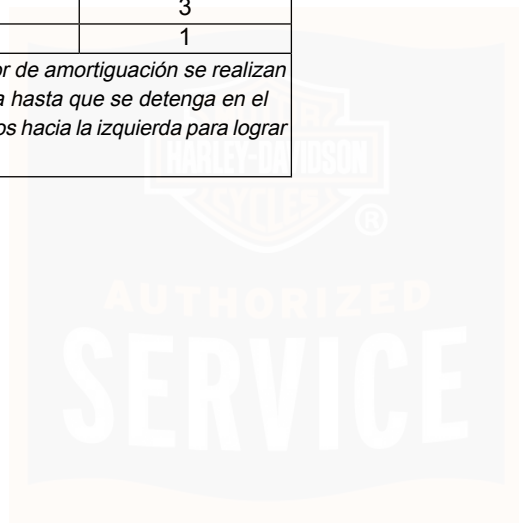 3
1
or de amortiguación se realizan
a hasta que se detenga en el
os hacia la izquierda para lograr
MOTOR
HARLEY-DAVIDSON
CYCLES
®
AUTHORIZED
SERVICE